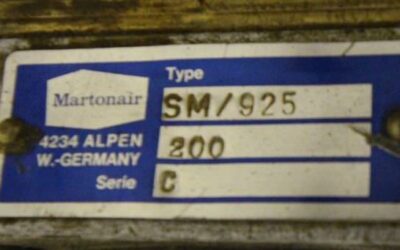 Type
Martonair
SM/925
4234 ALPEN
200
W.-GERMANY
Serie
C